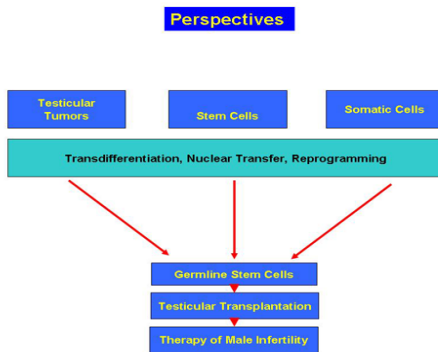 Perspectives
Testicular
Tumors
Stem Cells
Somatic Cells
Transdifferentiation, Nuclear Transfer, Reprogramming
Germline Stem Cells
Testicular Transplantation
Therapy of Male Infertility